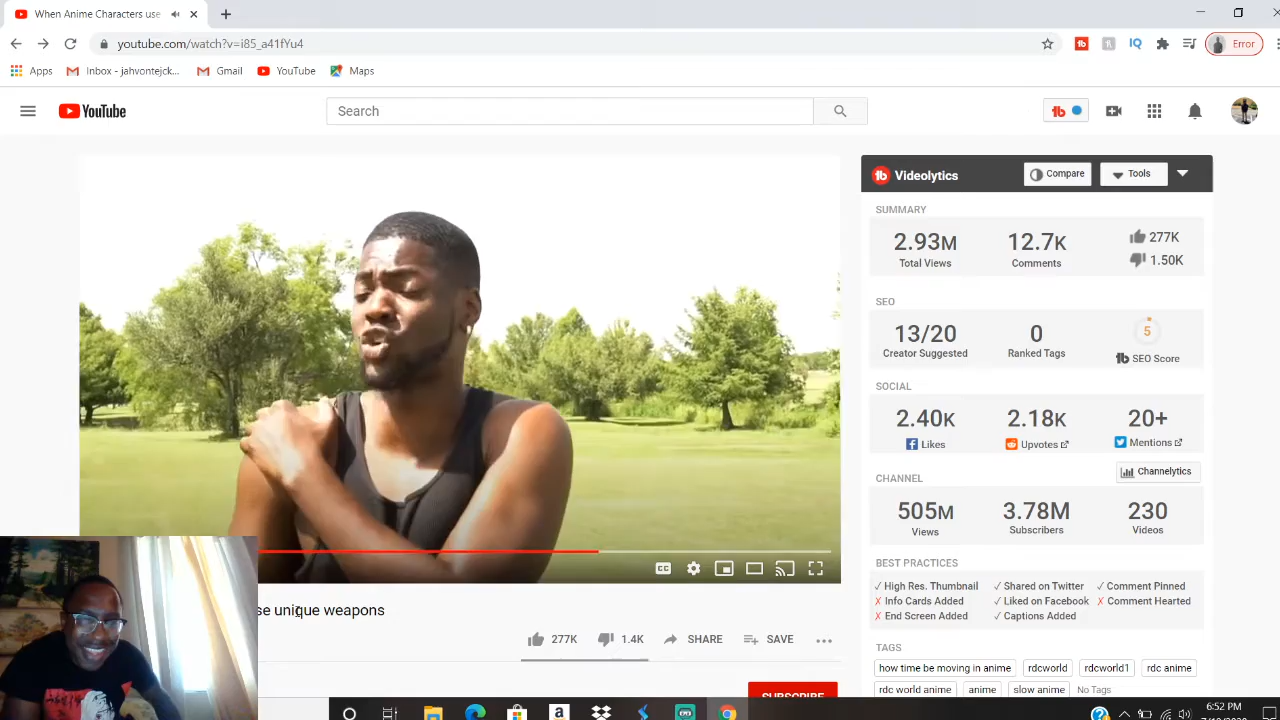 When Anime Characters use
youtube.com/watch?v=i85_a41fYu4
Error
Apps
Inbox - jahvontejck...
Gmail
YouTube
Maps
YouTube
Search
Videolytics
Compare
Tools
SUMMARY
2.93M
Total Views
12.7K
Comments
277K
1.50K
SEO
13/20
Creator Suggested
0
Ranked Tags
5
SEO Score
SOCIAL
2.40K
Likes
2.18K
Upvotes
20+
Mentions
CHANNEL
Channelytics
505M
Views
3.78M
Subscribers
230
Videos
BEST PRACTICES
✓ High Res. Thumbnail
✓ Shared on Twitter
✓ Comment Pinned
✗ Info Cards Added
✓ Liked on Facebook
✗ Comment Hearted
✗ End Screen Added
✓ Captions Added
TAGS
how time be moving in anime
rdcworld
rdcworld1
rdc anime
rdc world anime
anime
slow anime
No Tags
CC
se unique weapons
277K
1.4K
SHARE
SAVE
SUBSCRIBE
6:52 PM